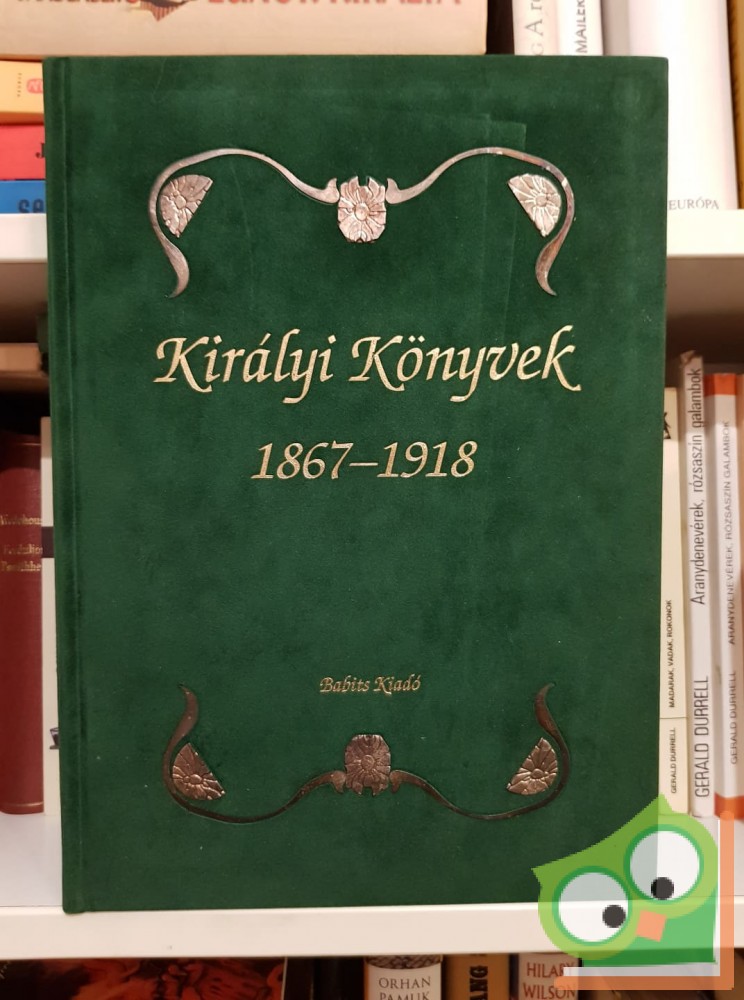 Királyi Könyvek
1867–1918
Babits Kiadó
EURÓPA
Aranydenevérek, rózsaszín galambok
GERALD DURRELL
ARANYDENEVÉREK, RÓZSASZÍN GALAMBOK
GERALD DURRELL
MADARAK, VADAK, ROKONOK
GERALD DURRELL
ORHAN
PAMUK
HILARY
WILSON